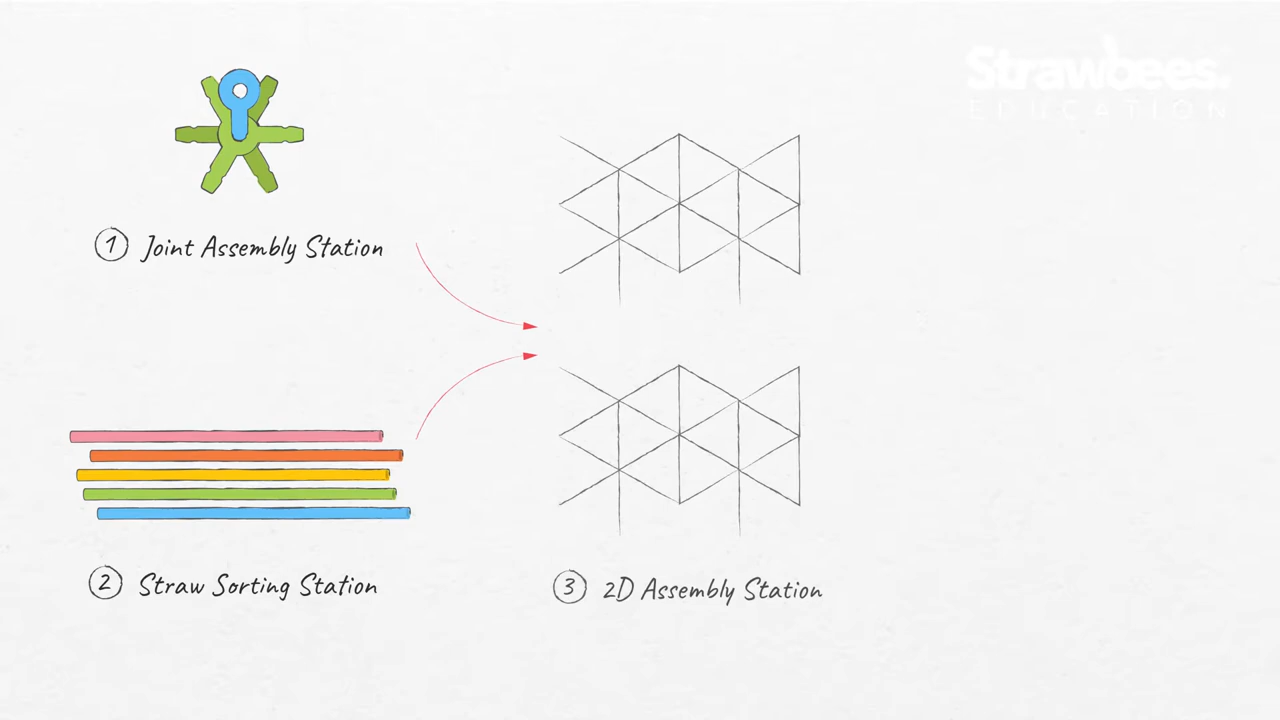 Strawbees.
EDUCATION
1 Joint Assembly Station
2 Straw Sorting Station
3 2D Assembly Station